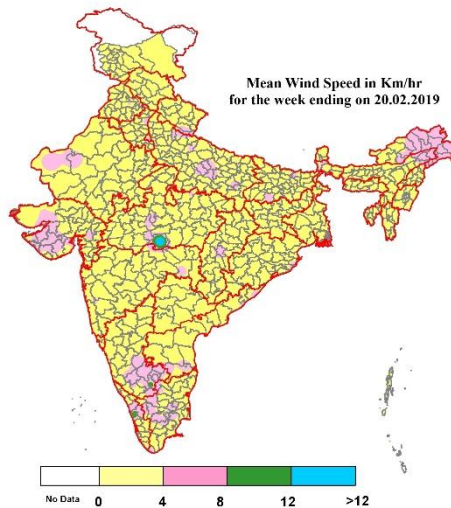 Mean Wind Speed in Km/hr
for the week ending on 20.02.2019
No Data 0 4 8 12 >12